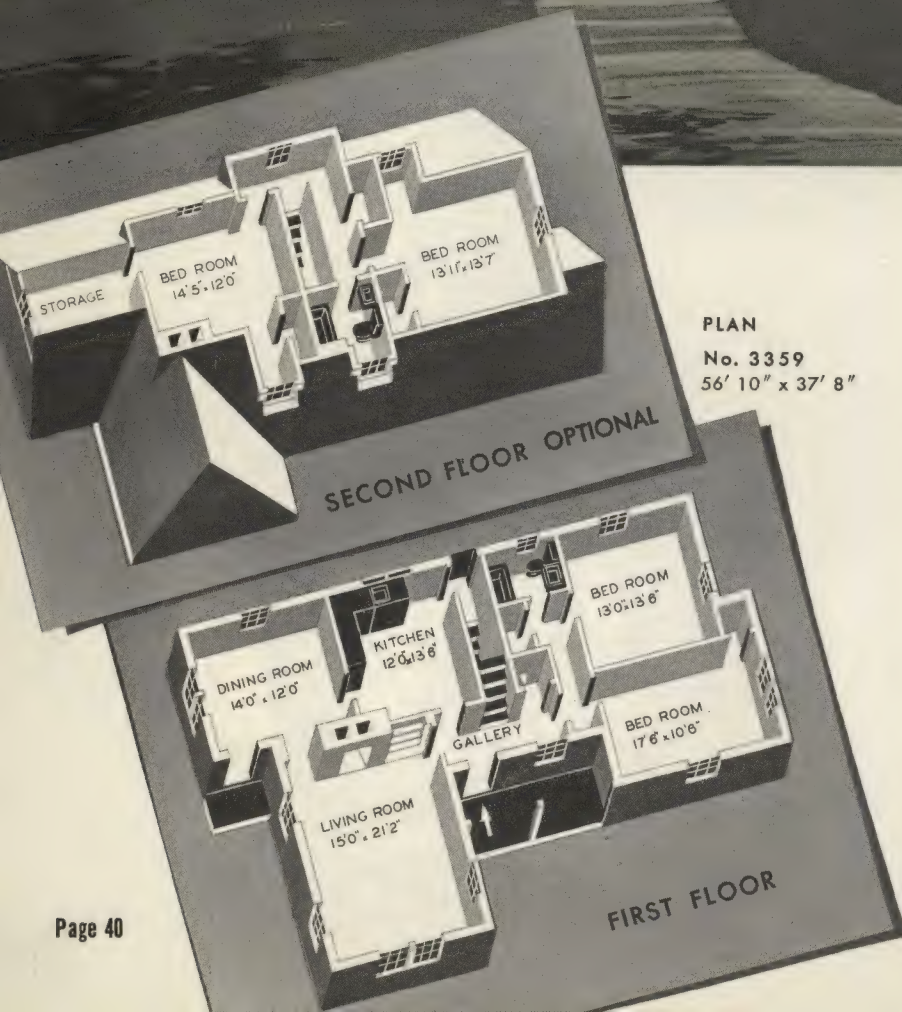 STORAGE
BED ROOM
14'5" x 12'0"
BED ROOM
13'11" x 13'7"
SECOND FLOOR OPTIONAL
PLAN
No. 3359
56' 10" x 37' 8"
DINING ROOM
14'0" x 12'0"
KITCHEN
12'0" x 13'6"
BED ROOM
13'0" x 13'6"
GALLERY
BED ROOM
17'6" x 10'6"
LIVING ROOM
15'0" x 21'2"
FIRST FLOOR
Page 40